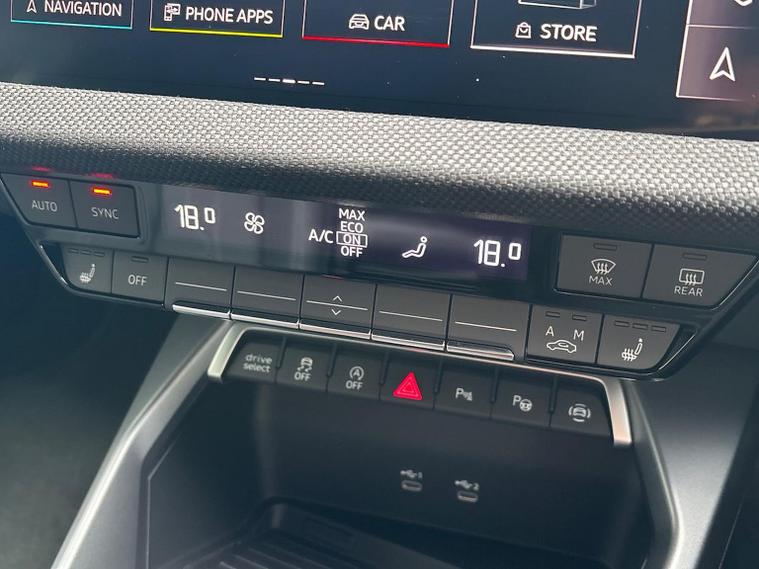 NAVIGATION
PHONE APPS
CAR
STORE
AUTO
SYNC
18.0
MAX
ECO
A/C ON
OFF
18.0
MAX
REAR
OFF
A M
drive
select
OFF
OFF
P
P
1
2